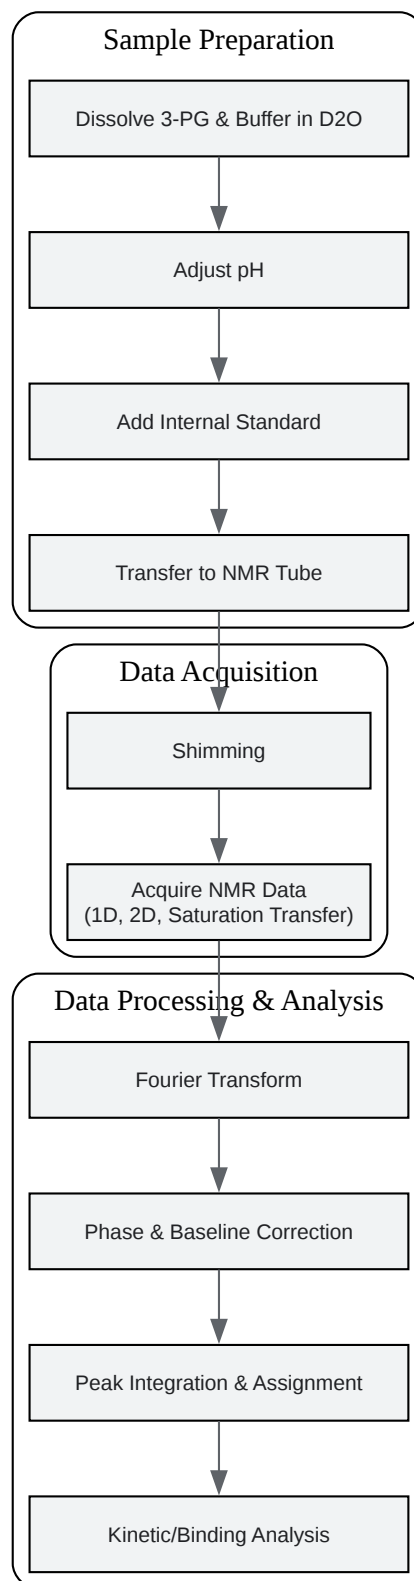 Sample Preparation
Dissolve 3-PG & Buffer in D2O
Adjust pH
Add Internal Standard
Transfer to NMR Tube
Data Acquisition
Shimming
Acquire NMR Data
(1D, 2D, Saturation Transfer)
Data Processing & Analysis
Fourier Transform
Phase & Baseline Correction
Peak Integration & Assignment
Kinetic/Binding Analysis